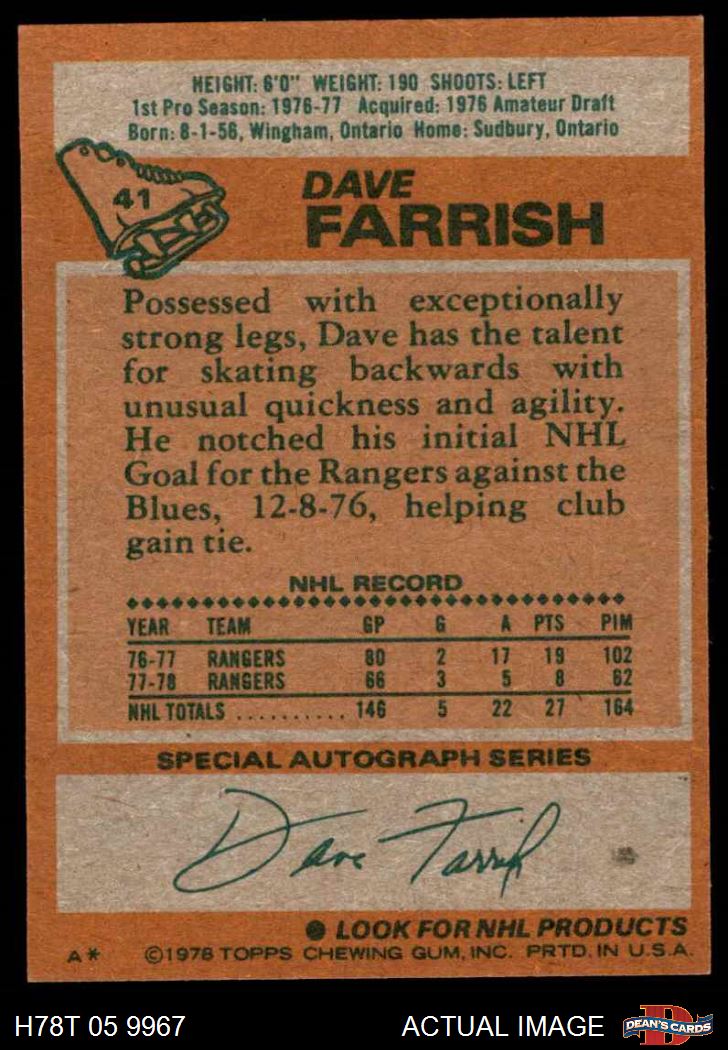 HEIGHT: 6'0" WEIGHT: 190 SHOOTS: LEFT
1st Pro Season: 1976-77 Acquired: 1976 Amateur Draft
Born: 8-1-56, Wingham, Ontario Home: Sudbury, Ontario
41
DAVE
FARRISH
Possessed with exceptionally
strong legs, Dave has the talent
for skating backwards with
unusual quickness and agility.
He notched his initial NHL
Goal for the Rangers against the
Blues, 12-8-76, helping club
gain tie.
NHL RECORD
YEAR TEAM GP G A PTS PIM
76-77 RANGERS 80 2 17 19 102
77-78 RANGERS 66 3 5 8 62
NHL TOTALS .......... 146 5 22 27 164
SPECIAL AUTOGRAPH SERIES
Dave Farrish
LOOK FOR NHL PRODUCTS
A* ©1978 TOPPS CHEWING GUM, INC. PRTD. IN U.S.A.
H78T 05 9967 ACTUAL IMAGE DEAN'S CARDS